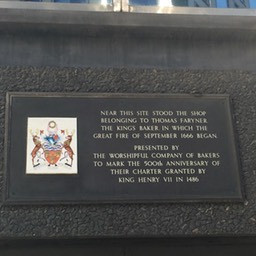 NEAR THIS SITE STOOD THE SHOP
BELONGING TO THOMAS FARYNER
THE KING'S BAKER IN WHICH THE
GREAT FIRE OF SEPTEMBER 1666 BEGAN
PRESENTED BY
THE WORSHIPFUL COMPANY OF BAKERS
TO MARK THE 500th ANNIVERSARY OF
THEIR CHARTER GRANTED BY
KING HENRY VII IN 1486